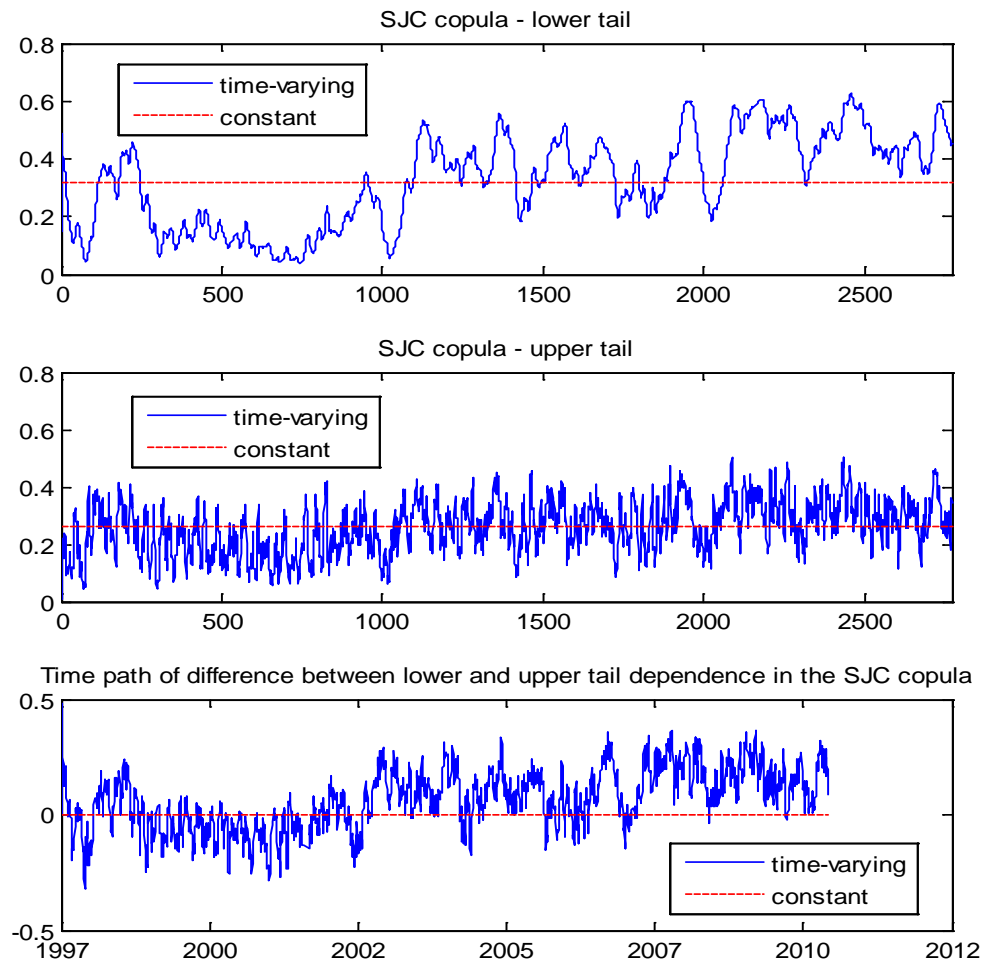 SJC copula - lower tail
0.8
0.6
0.4
0.2
0
time-varying
constant
0 500 1000 1500 2000 2500
SJC copula - upper tail
0.8
0.6
0.4
0.2
0
time-varying
constant
0 500 1000 1500 2000 2500
Time path of difference between lower and upper tail dependence in the SJC copula
0.5
0
-0.5
time-varying
constant
1997 2000 2002 2005 2007 2010 2012